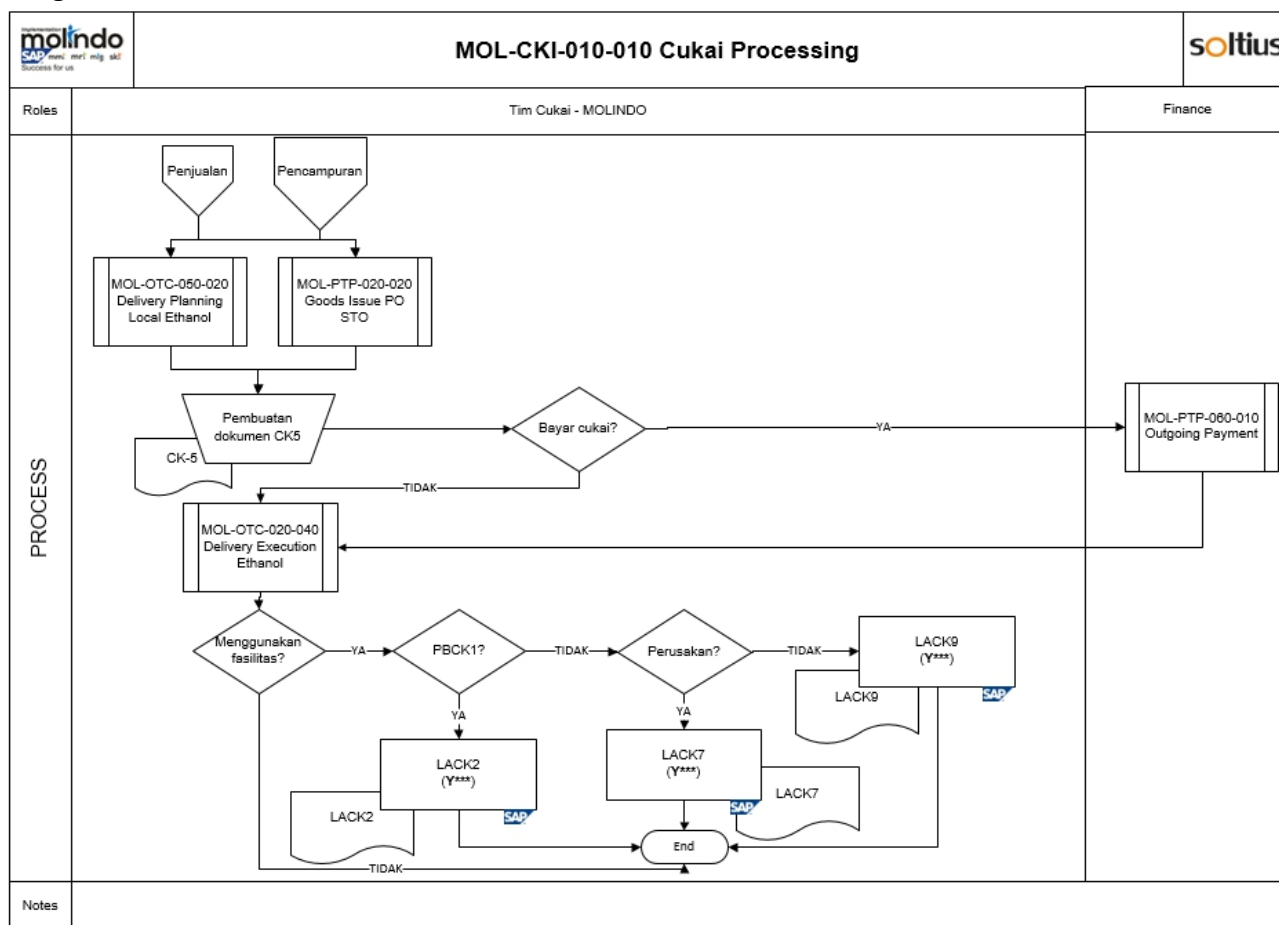 Implementation
molindo
SAP mmi mri mlg ski
Success for us
MOL-CKI-010-010 Cukai Processing
soltius
Roles
Tim Cukai - MOLINDO
Finance
PROCESS
Penjualan
Pencampuran
MOL-OTC-050-020
Delivery Planning
Local Ethanol
MOL-PTP-020-020
Goods Issue PO
STO
Pembuatan
dokumen CK5
CK-5
Bayar cukai?
YA
MOL-PTP-060-010
Outgoing Payment
TIDAK
MOL-OTC-020-040
Delivery Execution
Ethanol
Menggunakan
fasilitas?
YA
PBCK1?
TIDAK
Perusakan?
TIDAK
LACK9
(Y***)
LACK9
SAP
YA
YA
LACK2
(Y***)
LACK2
SAP
LACK7
(Y***)
LACK7
SAP
End
TIDAK
Notes